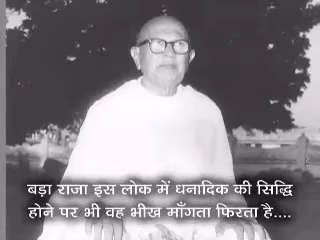 बड़ा राजा इस लोक में धनादिक की सिद्धि
होने पर भी वह भीख माँगता फिरता है....